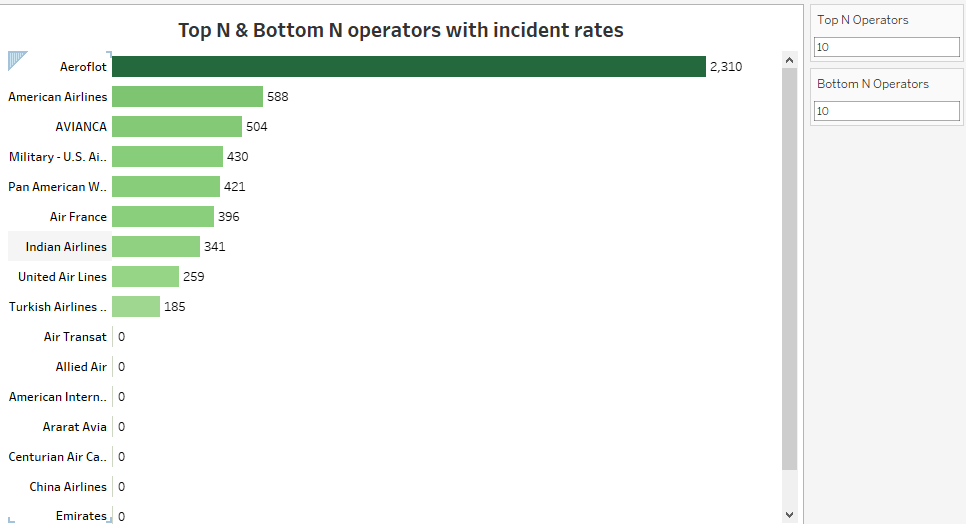 Top N & Bottom N operators with incident rates
Top N Operators
10
Bottom N Operators
10
Aeroflot 2,310
American Airlines 588
AVIANCA 504
Military - U.S. Ai.. 430
Pan American W.. 421
Air France 396
Indian Airlines 341
United Air Lines 259
Turkish Airlines .. 185
Air Transat 0
Allied Air 0
American Intern.. 0
Ararat Avia 0
Centurian Air Ca.. 0
China Airlines 0
Emirates 0